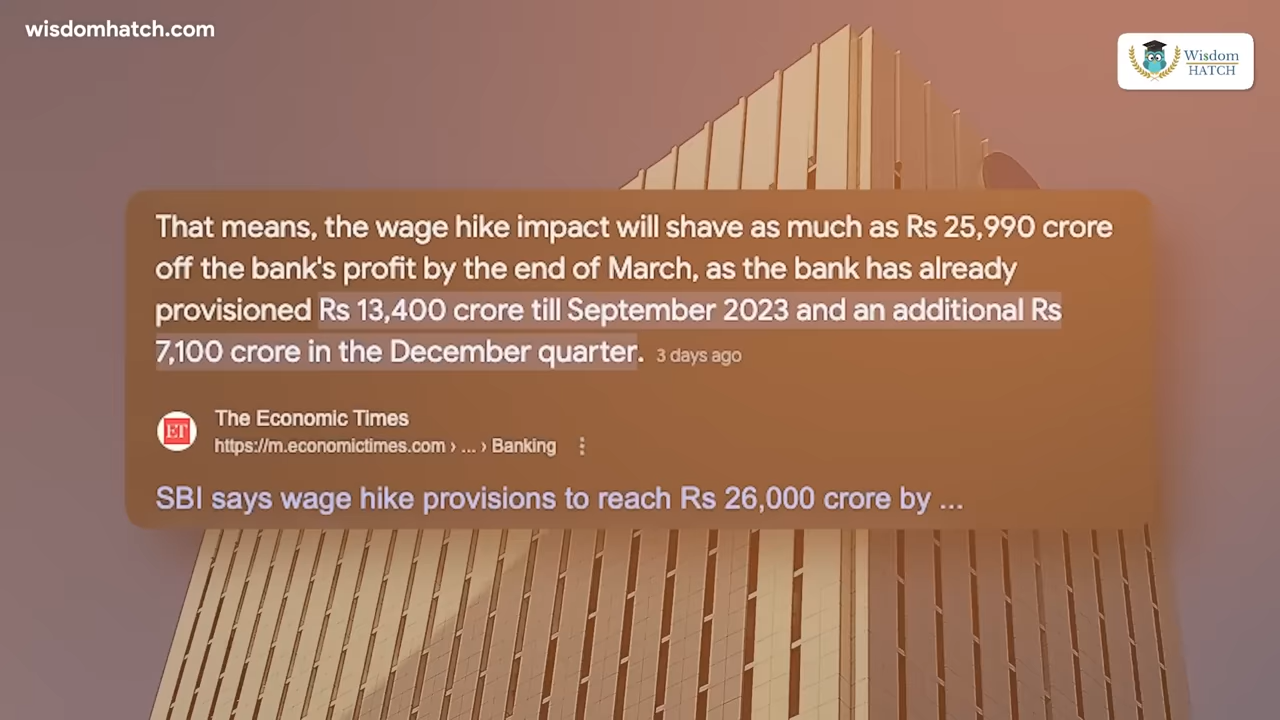 wisdomhatch.com
Wisdom
HATCH
That means, the wage hike impact will shave as much as Rs 25,990 crore
off the bank's profit by the end of March, as the bank has already
provisioned Rs 13,400 crore till September 2023 and an additional Rs
7,100 crore in the December quarter. 3 days ago
ET
The Economic Times
https://m.economictimes.com › ... › Banking
SBI says wage hike provisions to reach Rs 26,000 crore by ...